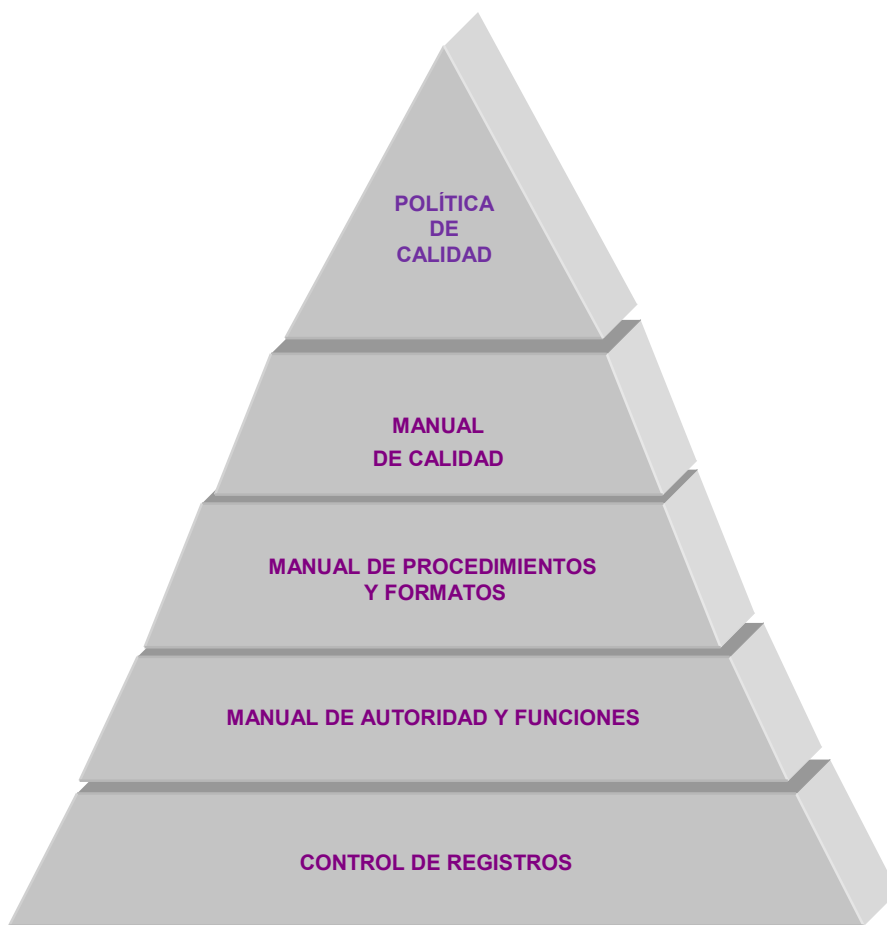 POLÍTICA
DE
CALIDAD
MANUAL
DE CALIDAD
MANUAL DE PROCEDIMIENTOS
Y FORMATOS
MANUAL DE AUTORIDAD Y FUNCIONES
CONTROL DE REGISTROS